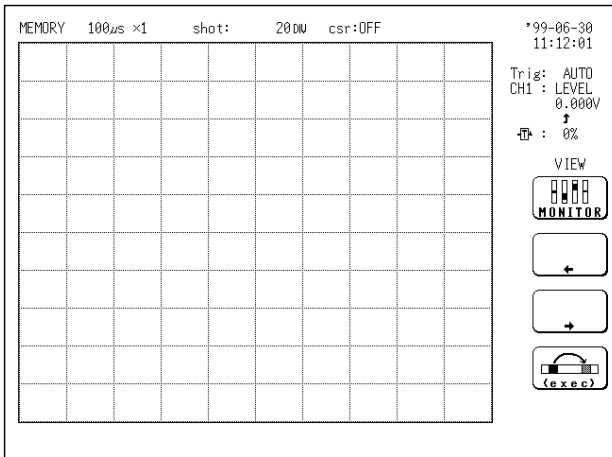 MEMORY 100µs ×1 shot: 20DIV csr:OFF
'99-06-30
11:12:01
Trig: AUTO
CH1 : LEVEL
0.000V
↑
T : 0%
VIEW
MONITOR
←
→
(exec)